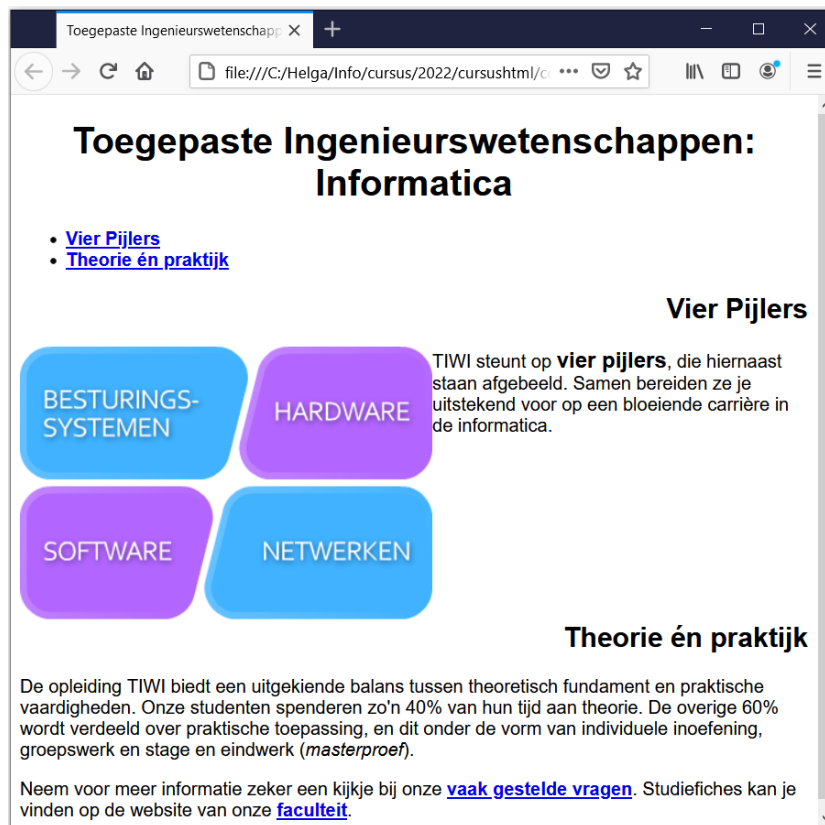 Toegepaste Ingenieurswetenschapp
file:///C:/Helga/Info/cursus/2022/cursushtml/c
Toegepaste Ingenieurswetenschappen:
Informatica
• Vier Pijlers
• Theorie én praktijk
Vier Pijlers
BESTURINGS-
SYSTEMEN
HARDWARE
SOFTWARE
NETWERKEN
TIWI steunt op vier pijlers, die hiernaast
staan afgebeeld. Samen bereiden ze je
uitstekend voor op een bloeiende carrière in
de informatica.
Theorie én praktijk
De opleiding TIWI biedt een uitgekiende balans tussen theoretisch fundament en praktische
vaardigheden. Onze studenten spenderen zo'n 40% van hun tijd aan theorie. De overige 60%
wordt verdeeld over praktische toepassing, en dit onder de vorm van individuele inoefening,
groepswerk en stage en eindwerk (masterproef).
Neem voor meer informatie zeker een kijkje bij onze vaak gestelde vragen. Studiefiches kan je
vinden op de website van onze faculteit.